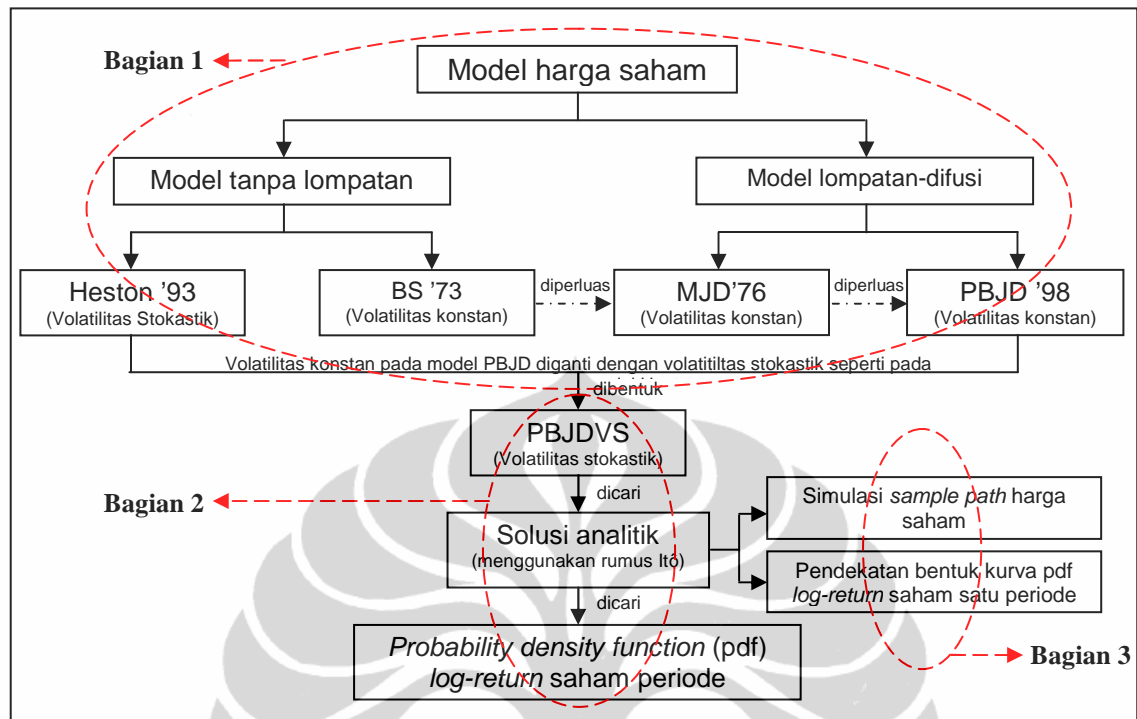 Bagian 1
Model harga saham
Model tanpa lompatan
Model lompatan-difusi
Heston ’93
(Volatilitas Stokastik)
BS ’73
(Volatilitas konstan)
diperluas
MJD’76
(Volatilitas konstan)
diperluas
PBJD ’98
(Volatilitas konstan)
Volatilitas konstan pada model PBJD diganti dengan volatitiltas stokastik seperti pada
dibentuk
PBJDVS
(Volatilitas stokastik)
Bagian 2
dicari
Solusi analitik
(menggunakan rumus Itô)
Simulasi sample path harga
saham
Pendekatan bentuk kurva pdf
log-return saham satu periode
dicari
Probability density function (pdf)
log-return saham periode
Bagian 3